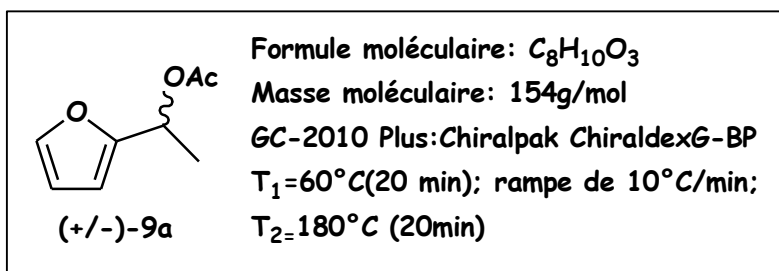 O
OAc
(+/-)-9a
Formule moléculaire: C₈H₁₀O₃
Masse moléculaire: 154g/mol
GC-2010 Plus:Chiralpak ChiraldexG-BP
T₁=60°C(20 min); rampe de 10°C/min;
T₂₌180°C (20min)